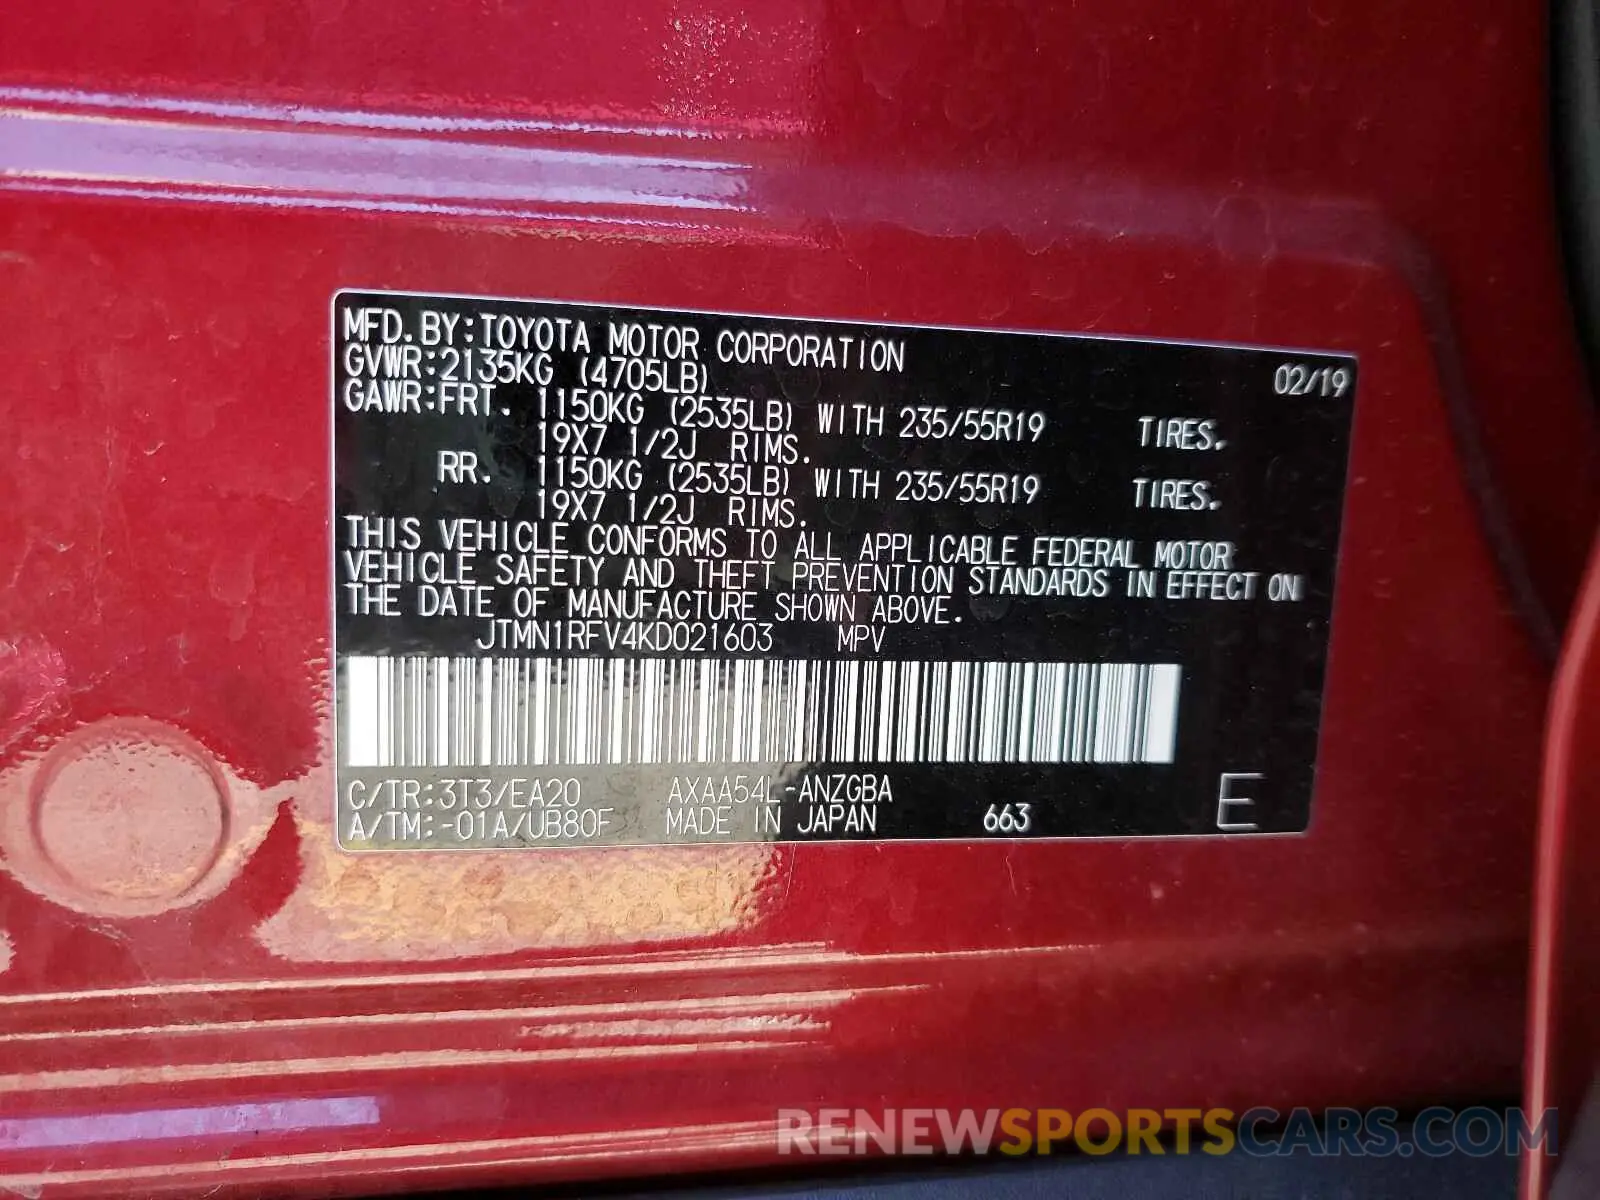 MFD.BY:TOYOTA MOTOR CORPORATION 02/19
GVWR:2135KG (4705LB)
GAWR:FRT. 1150KG (2535LB) WITH 235/55R19 TIRES.
19X7 1/2J RIMS.
RR. 1150KG (2535LB) WITH 235/55R19 TIRES.
19X7 1/2J RIMS.
THIS VEHICLE CONFORMS TO ALL APPLICABLE FEDERAL MOTOR
VEHICLE SAFETY AND THEFT PREVENTION STANDARDS IN EFFECT ON
THE DATE OF MANUFACTURE SHOWN ABOVE.
JTMN1RFV4KD021603 MPV
C/TR:3T3/EA20 AXAA54L-ANZGBA
A/TM:-01A/UB80F MADE IN JAPAN 663 E
RENEWSPORTSCARS.COM